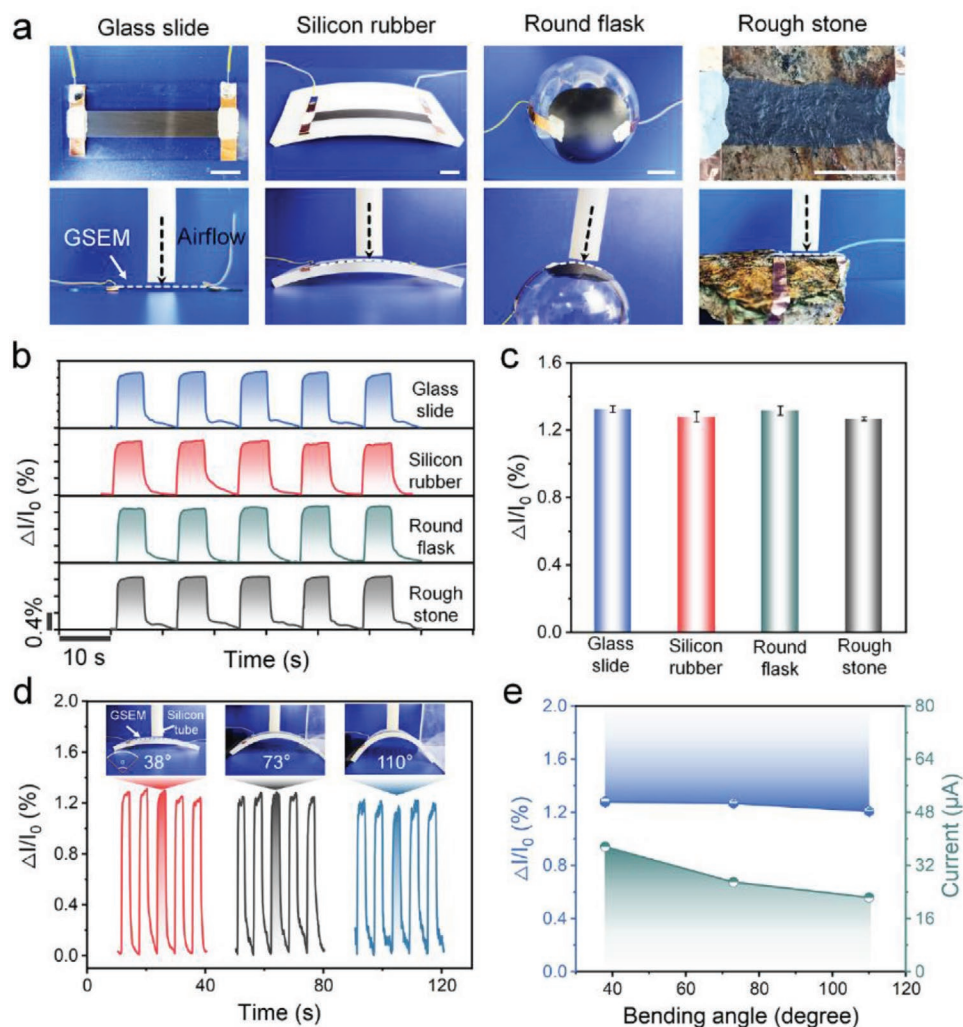 a
Glass slide
Silicon rubber
Round flask
Rough stone
GSEM
Airflow
b
ΔI/I₀ (%)
Glass
slide
Silicon
rubber
Round
flask
Rough
stone
0.4%
10 s
Time (s)
c
ΔI/I₀ (%)
1.6
1.2
0.8
0.4
0.0
Glass
slide
Silicon
rubber
Round
flask
Rough
stone
d
ΔI/I₀ (%)
2.0
1.6
1.2
0.8
0.4
0.0
GSEM
Silicon
tube
38°
73°
110°
0 40 80 120
Time (s)
e
ΔI/I₀ (%)
2.0
1.6
1.2
0.8
0.4
0.0
80
64
48
32
16
0
Current (μA)
40 60 80 100 120
Bending angle (degree)